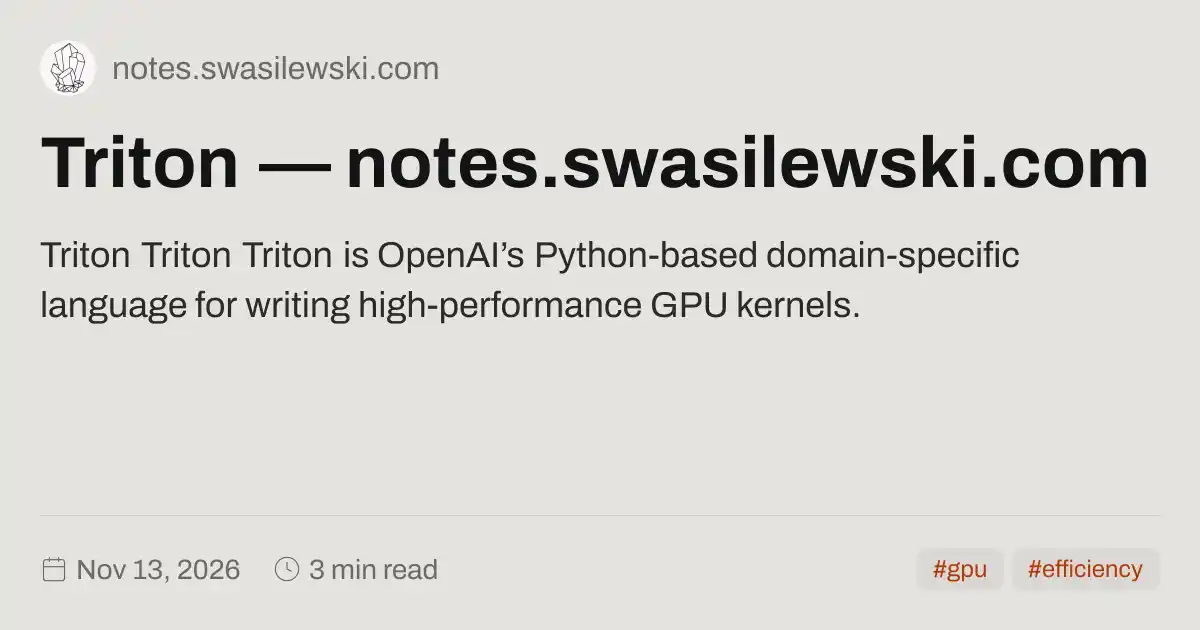 notes.swasilewski.com
Triton — notes.swasilewski.com
Triton Triton Triton is OpenAI’s Python-based domain-specific
language for writing high-performance GPU kernels.
Nov 13, 2026 3 min read #gpu #efficiency